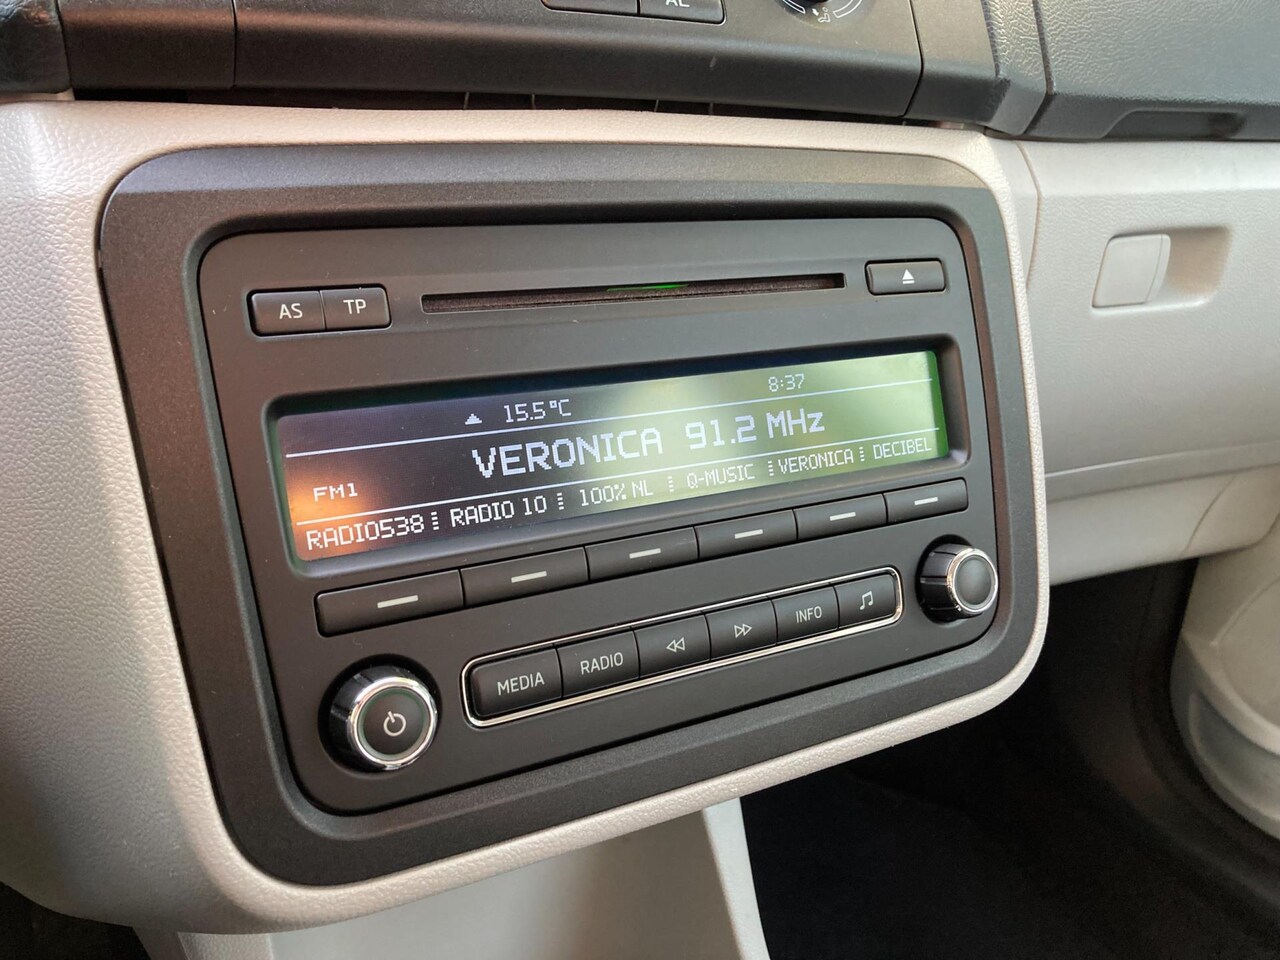 AS TP
15.5°C 8:37
VERONICA 91.2 MHz
FM1
RADIO538 RADIO 10 100% NL Q-MUSIC VERONICA DECIBEL
MEDIA RADIO INFO